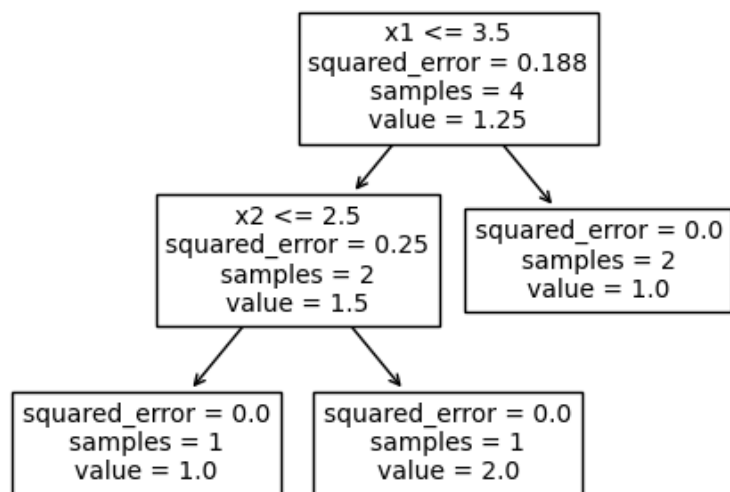 x1 <= 3.5
squared_error = 0.188
samples = 4
value = 1.25
x2 <= 2.5
squared_error = 0.25
samples = 2
value = 1.5
squared_error = 0.0
samples = 2
value = 1.0
squared_error = 0.0
samples = 1
value = 1.0
squared_error = 0.0
samples = 1
value = 2.0